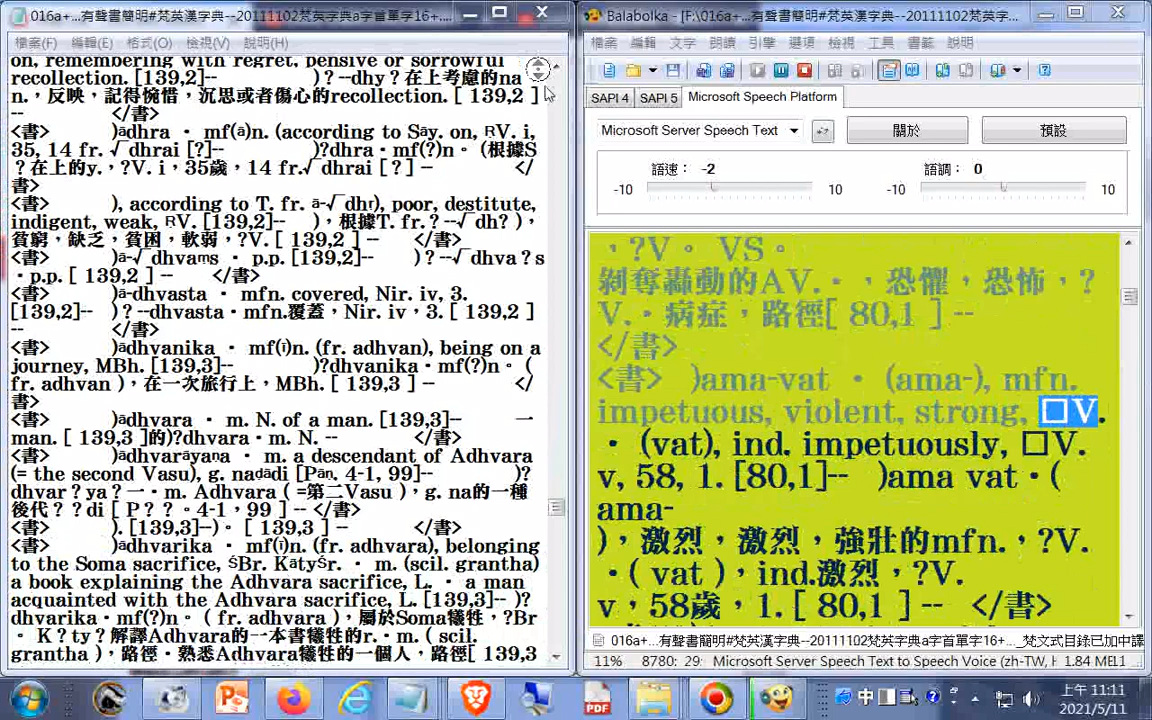 016a+...有聲書簡明#梵英漢字典--20111102梵英字典a字首單字16+...
檔案(F) 編輯(E) 格式(O) 檢視(V) 說明(H)
on, remembering with regret, pensive or sorrowful
recollection. [139,2]-- )? --dhy? 在上考慮的na
n.，反映，記得惋惜，沉思或者傷心的recollection. [ 139,2 ]
-- </書>
<書> )ādhra · mf(ā)n. (according to Sāy. on, RV. i,
35, 14 fr. √ dhrai [?]-- )?dhra · mf(?)n。 (根據S
? 在上的y.，?V. i，35歲，14 fr.√ dhrai [ ? ] -- </
書>
<書> ), according to T. fr. ā-√ dhṛ), poor, destitute,
indigent, weak, RV. [139,2]-- )，根據T. fr. ? --√ dh? )，
貧窮，缺乏，貧困，軟弱，?V. [ 139,2 ] -- </書>
<書> )ā-√dhvaṃs · p.p. [139,2]-- )? --√dhva ? s
· p.p. [ 139,2 ] -- </書>
<書> )ā-dhvasta · mfn. covered, Nir. iv, 3.
[139,2]-- )? --dhvasta · mfn.覆蓋，Nir. iv，3. [ 139,2 ]
-- </書>
<書> )ādhvanika · mf(ī)n. (fr. adhvan), being on a
journey, MBh. [139,3]-- )?dhvanika · mf(?)n。 (
fr. adhvan )，在一次旅行上，MBh. [ 139,3 ] -- </
書>
<書> )ādhvara · m. N. of a man. [139,3]-- 一
man. [ 139,3 ]的)?dhvara · m. N. -- </書>
<書> )ādhvarāyaṇa · m. a descendant of Adhvara
(= the second Vasu), g. naḍādi [Pāṇ. 4-1, 99]-- )?
dhvar ? ya ? 一 · m. Adhvara ( =第二Vasu )，g. na的一種
後代 ? ? di [ P ? ? 。4-1，99 ] -- </書>
<書> ). [139,3]--)。 [ 139,3 ] -- </書>
<書> )ādhvarika · mf(ī)n. (fr. adhvara), belonging
to the Soma sacrifice, ŚBr. KātyŚr. · m. (scil. grantha)
a book explaining the Adhvara sacrifice, L. · a man
acquainted with the Adhvara sacrifices, L. [139,3]-- )?
dhvarika · mf(?)n。 ( fr. adhvara )，屬於Soma犧牲，?Br
。 K ? ty ? 解譯Adhvara的一本書犧牲的r. · m. ( scil.
grantha )，路徑 · 熟悉Adhvara犧牲的一個人，路徑[ 139,3
Balabolka - [F:\016a+...有聲書簡明#梵英漢字典--20111102梵英字...
檔案 編輯 文字 朗讀 引擎 選項 檢視 工具 書籤 說明
SAPI 4 SAPI 5 Microsoft Speech Platform
Microsoft Server Speech Text 關於 預設
語速： -2 語調： 0
-10 10 -10 10
，?V。 VS。
剝奪轟動的AV. · ，恐懼，恐怖，?
V. · 病症，路徑[ 80,1 ] --
</書>
<書> )ama-vat · (ama-), mfn.
impetuous, violent, strong, □V.
· (vat), ind. impetuously, □V.
v, 58, 1. [80,1]-- )ama vat · (
ama-
)，激烈，激烈，強壯的mfn.，?V.
· ( vat )，ind.激烈，?V.
v，58歲，1. [ 80,1 ] -- </書>
016a+...有聲書簡明#梵英漢字典--20111102梵英字典a字首單字16+..._梵文式目錄已加中譯
11% 8780: 29: Microsoft Server Speech Text to Speech Voice (zh-TW, H 1.84 MB
中
上午 11:11
2021/5/11